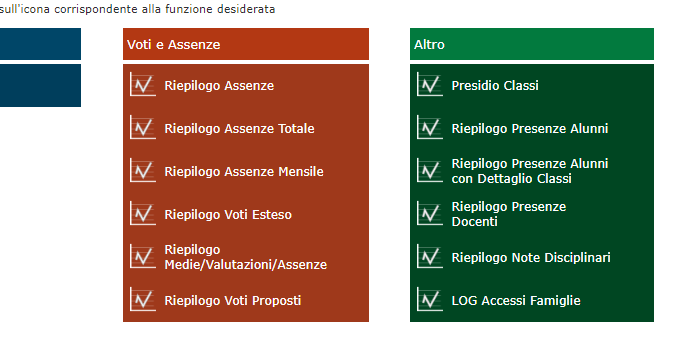 sull'icona corrispondente alla funzione desiderata
Voti e Assenze
Riepilogo Assenze
Riepilogo Assenze Totale
Riepilogo Assenze Mensile
Riepilogo Voti Esteso
Riepilogo
Medie/Valutazioni/Assenze
Riepilogo Voti Proposti
Altro
Presidio Classi
Riepilogo Presenze Alunni
Riepilogo Presenze Alunni
con Dettaglio Classi
Riepilogo Presenze
Docenti
Riepilogo Note Disciplinari
LOG Accessi Famiglie